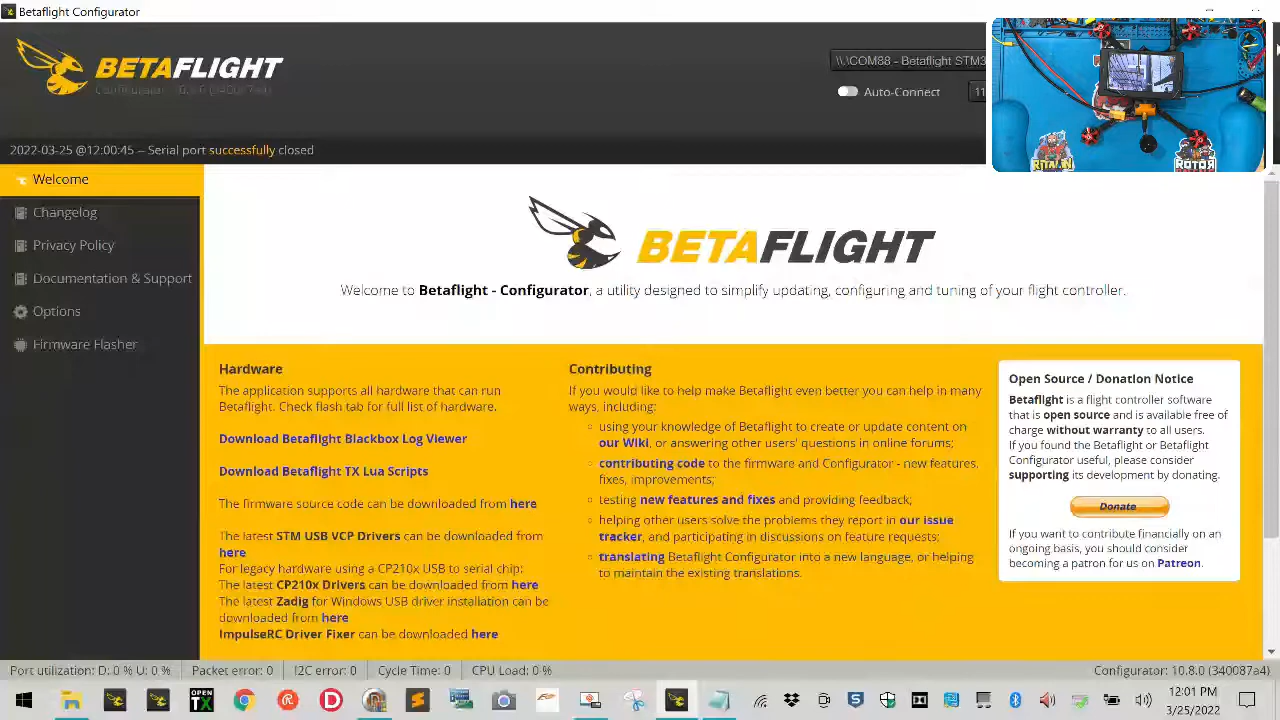 Betaflight Configurator
BETAFLIGHT
\\.\COM88 - Betaflight STM3
Auto-Connect
11
2022-03-25 @12:00:45 -- Serial port successfully closed
Welcome
Changelog
Privacy Policy
Documentation & Support
Options
Firmware Flasher
BETAFLIGHT
Welcome to Betaflight - Configurator, a utility designed to simplify updating, configuring and tuning of your flight controller.
Hardware
The application supports all hardware that can run
Betaflight. Check flash tab for full list of hardware.
Download Betaflight Blackbox Log Viewer
Download Betaflight TX Lua Scripts
The firmware source code can be downloaded from here
The latest STM USB VCP Drivers can be downloaded from
here
For legacy hardware using a CP210x USB to serial chip:
The latest CP210x Drivers can be downloaded from here
The latest Zadig for Windows USB driver installation can be
downloaded from here
ImpulseRC Driver Fixer can be downloaded here
Contributing
If you would like to help make Betaflight even better you can help in many
ways, including:
using your knowledge of Betaflight to create or update content on
our Wiki, or answering other users' questions in online forums;
contributing code to the firmware and Configurator - new features,
fixes, improvements;
testing new features and fixes and providing feedback;
helping other users solve the problems they report in our issue
tracker, and participating in discussions on feature requests;
translating Betaflight Configurator into a new language, or helping
to maintain the existing translations.
Open Source / Donation Notice
Betaflight is a flight controller software
that is open source and is available free of
charge without warranty to all users.
If you found the Betaflight or Betaflight
Configurator useful, please consider
supporting its development by donating.
Donate
If you want to contribute financially on an
ongoing basis, you should consider
becoming a patron for us on Patreon.
Port utilization: D: 0 % U: 0 %
Packet error: 0
I2C error: 0
Cycle Time: 0
CPU Load: 0 %
Configurator: 10.8.0 (340087a4)
OPEN
TX
12:01 PM
3/25/2022
ROTOR